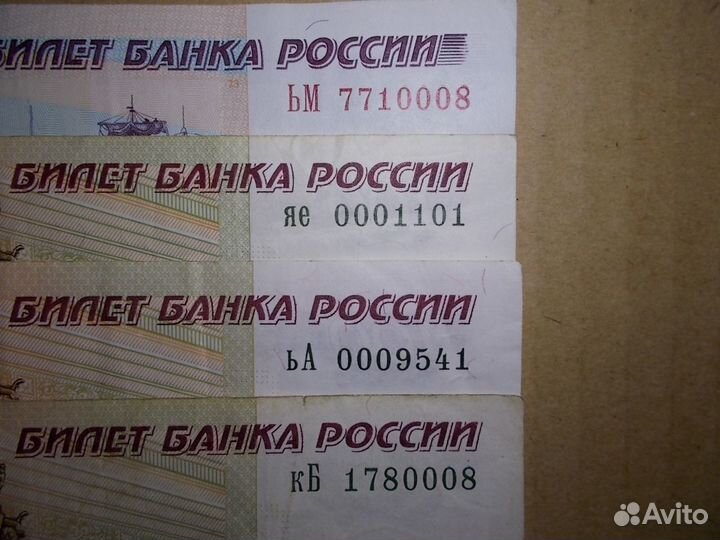 БИЛЕТ БАНКА РОССИИ
ЬМ 7710008
БИЛЕТ БАНКА РОССИИ
яе 0001101
БИЛЕТ БАНКА РОССИИ
ьА 0009541
БИЛЕТ БАНКА РОССИИ
кБ 1780008
Avito